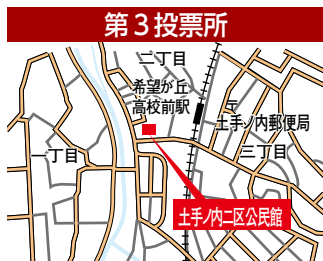 第3投票所
二丁目
希望が丘
高校前駅
〒
土手ノ内郵便局
一丁目
三丁目
土手ノ内二区公民館